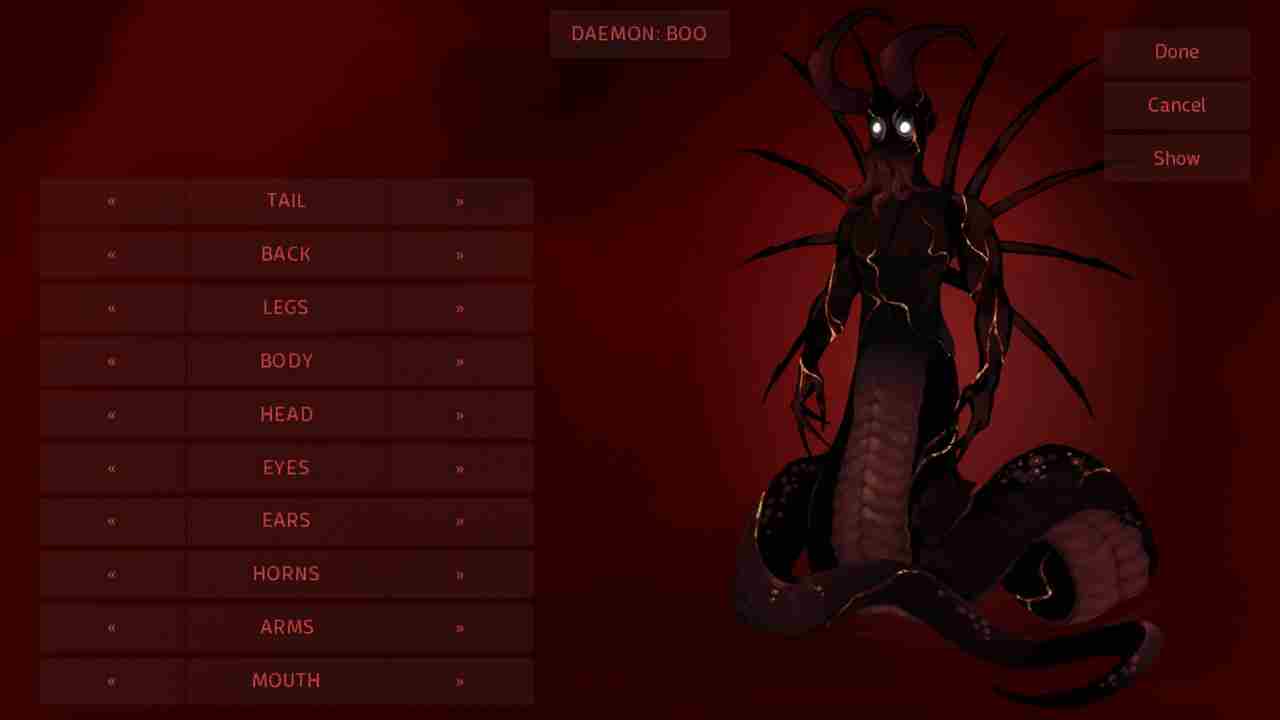 DAEMON: BOO
Done
Cancel
Show
« TAIL »
« BACK »
« LEGS »
« BODY »
« HEAD »
« EYES »
« EARS »
« HORNS »
« ARMS »
« MOUTH »